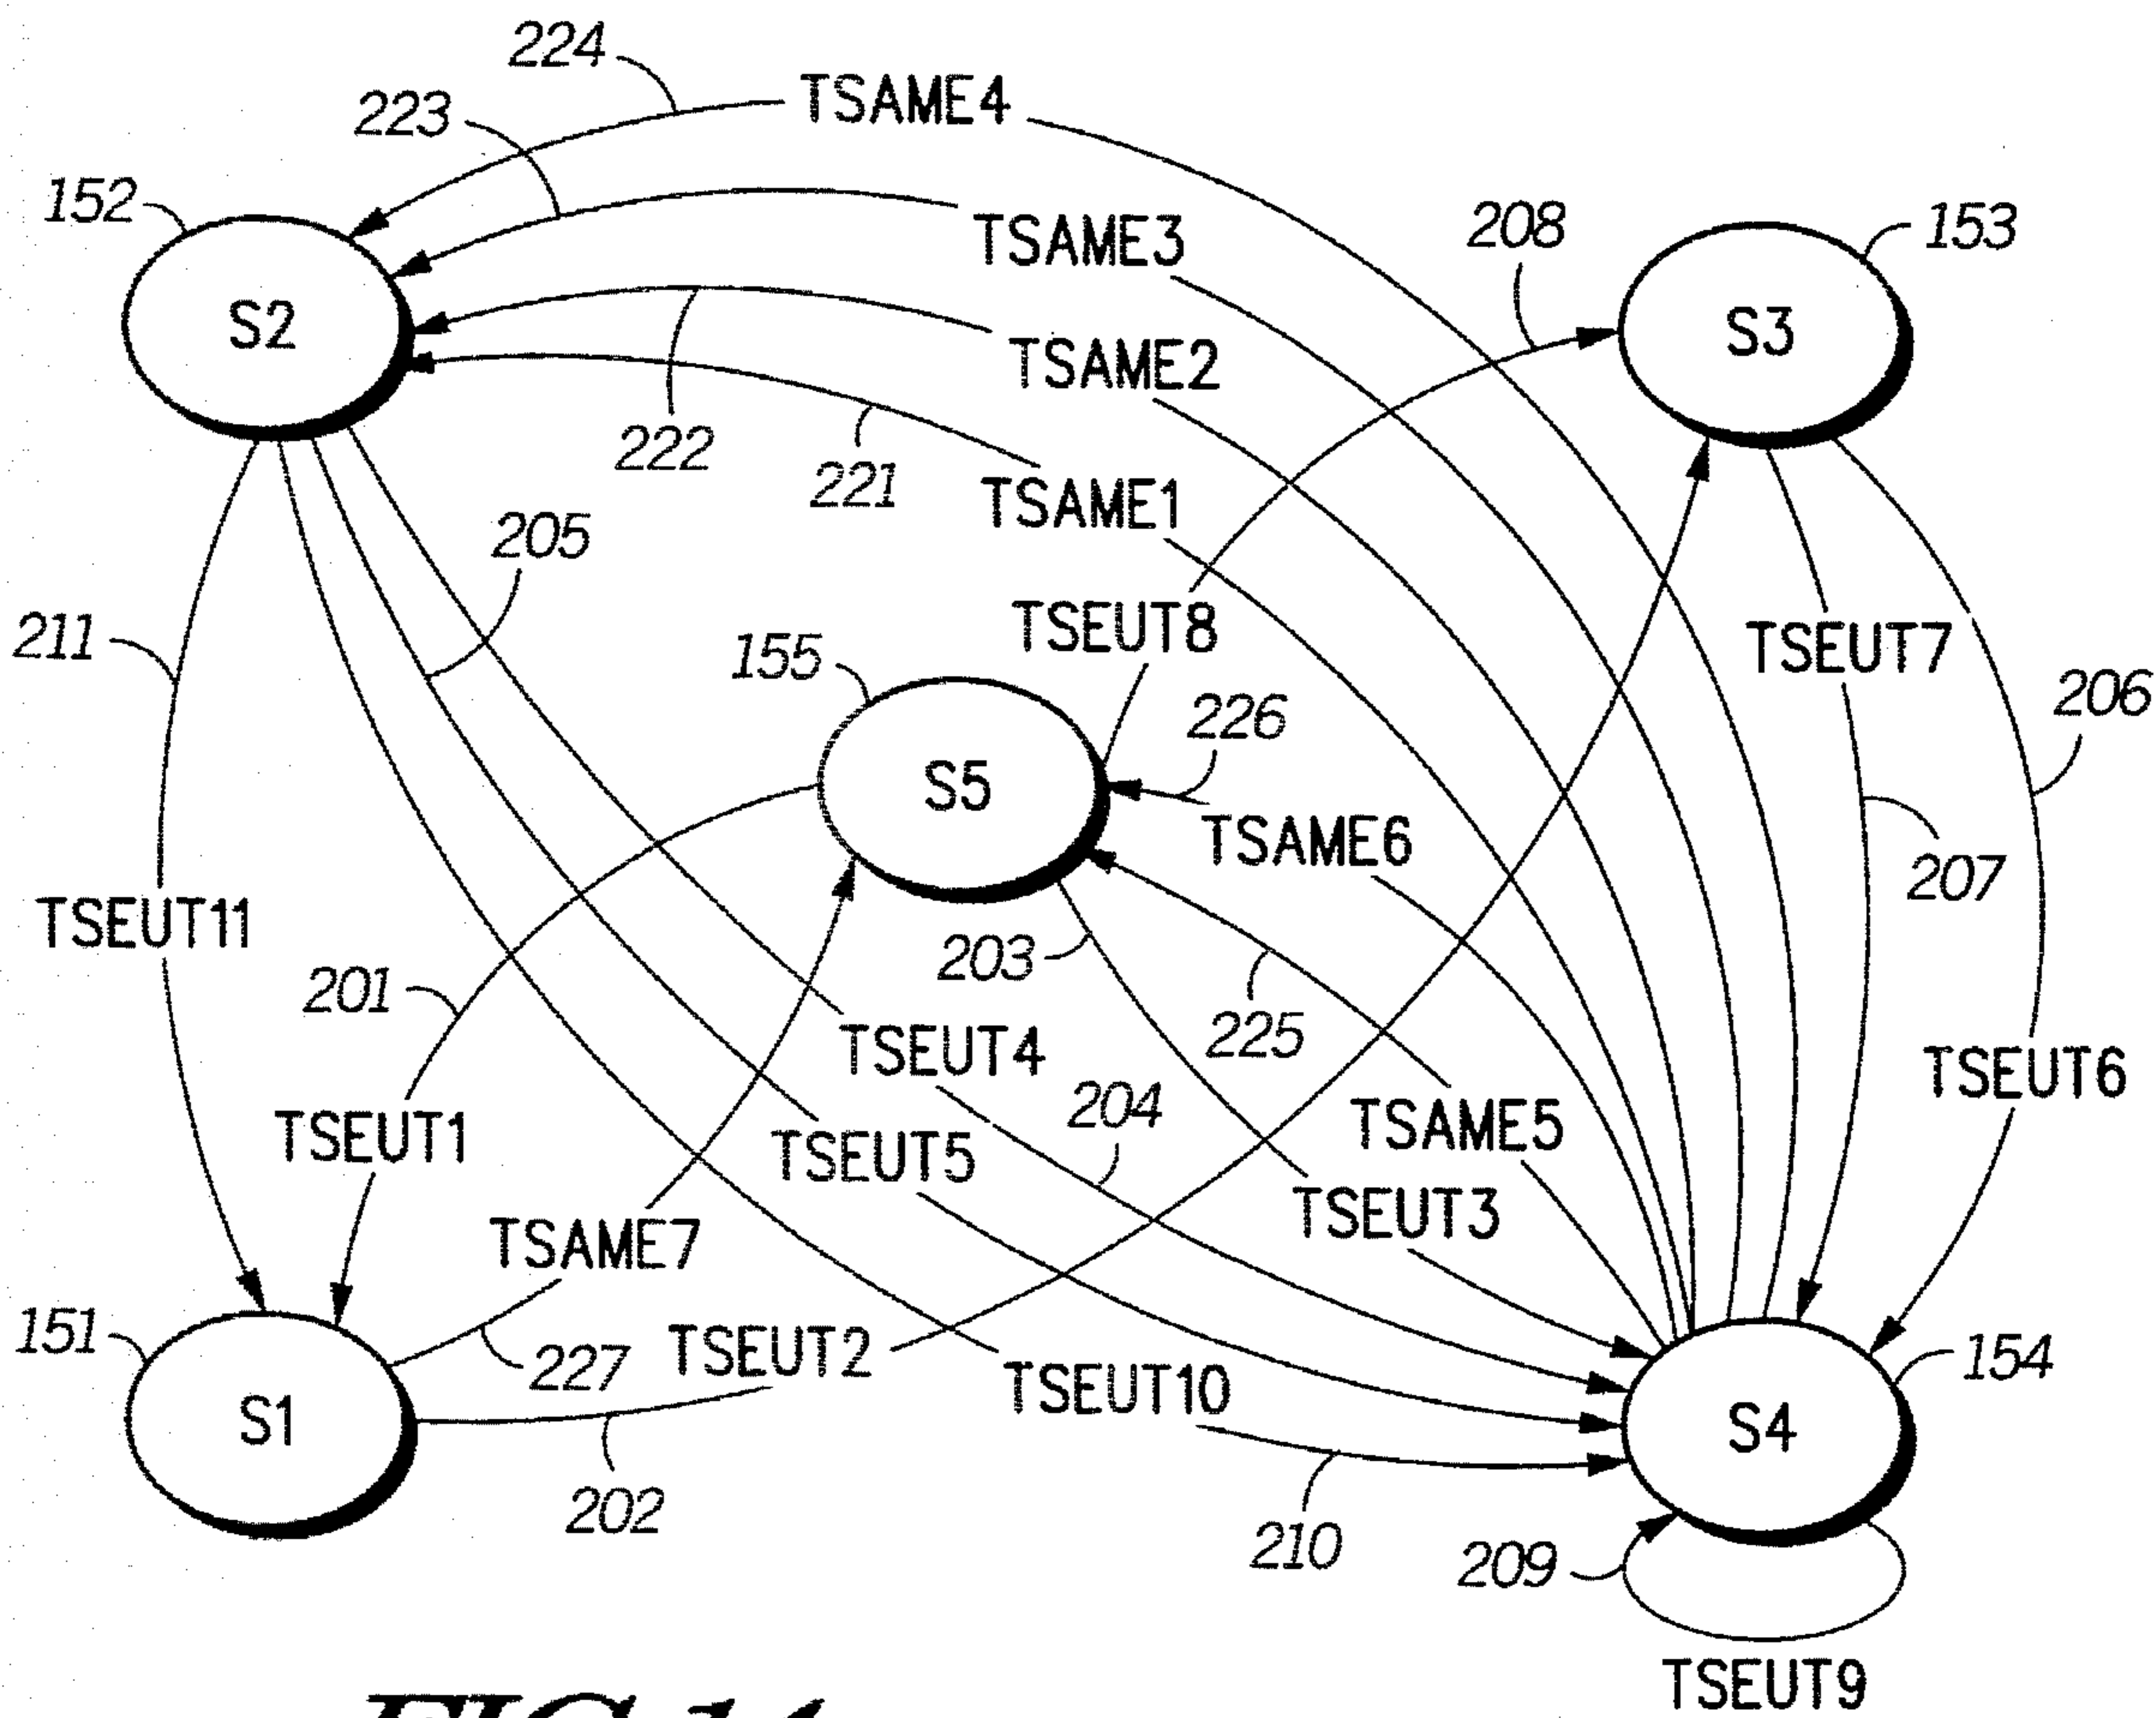 224
TSAME4
223
152
TSAME3
208
153
S2
S3
TSAME2
222
221
TSAME1
205
211
TSEUT8
TSEUT7
155
206
226
S5
TSAME6
207
TSEUT11
203
201
225
TSEUT4
TSEUT6
204
TSEUT1
TSAME5
TSEUT5
TSEUT3
TSAME7
151
227
TSEUT2
154
TSEUT10
S1
S4
202
210
209
TSEUT9